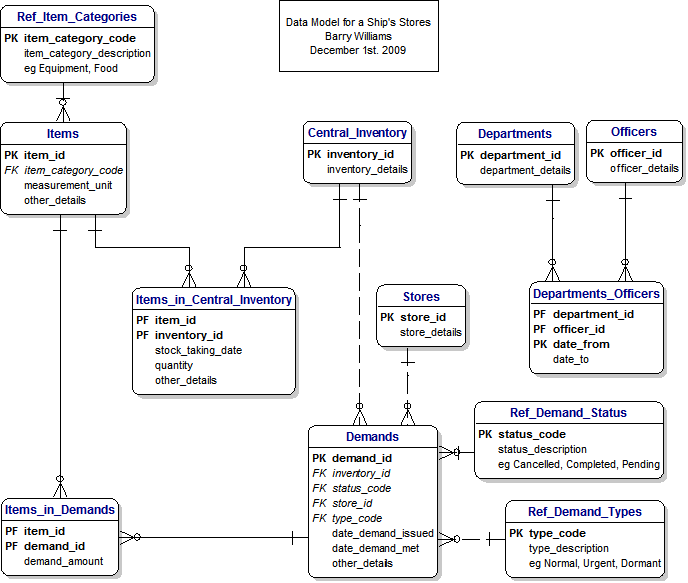 Ref_Item_Categories
PK item_category_code
item_category_description
eg Equipment, Food
Data Model for a Ship's Stores
Barry Williams
December 1st. 2009
Items
PK item_id
FK item_category_code
measurement_unit
other_details
Central_Inventory
PK inventory_id
inventory_details
Departments
PK department_id
department_details
Officers
PK officer_id
officer_details
Items_in_Central_Inventory
PF item_id
PF inventory_id
stock_taking_date
quantity
other_details
Stores
PK store_id
store_details
Departments_Officers
PF department_id
PF officer_id
PK date_from
date_to
Demands
PK demand_id
FK inventory_id
FK status_code
FK store_id
FK type_code
date_demand_issued
date_demand_met
other_details
Ref_Demand_Status
PK status_code
status_description
eg Cancelled, Completed, Pending
Items_in_Demands
PF item_id
PF demand_id
demand_amount
Ref_Demand_Types
PK type_code
type_description
eg Normal, Urgent, Dormant